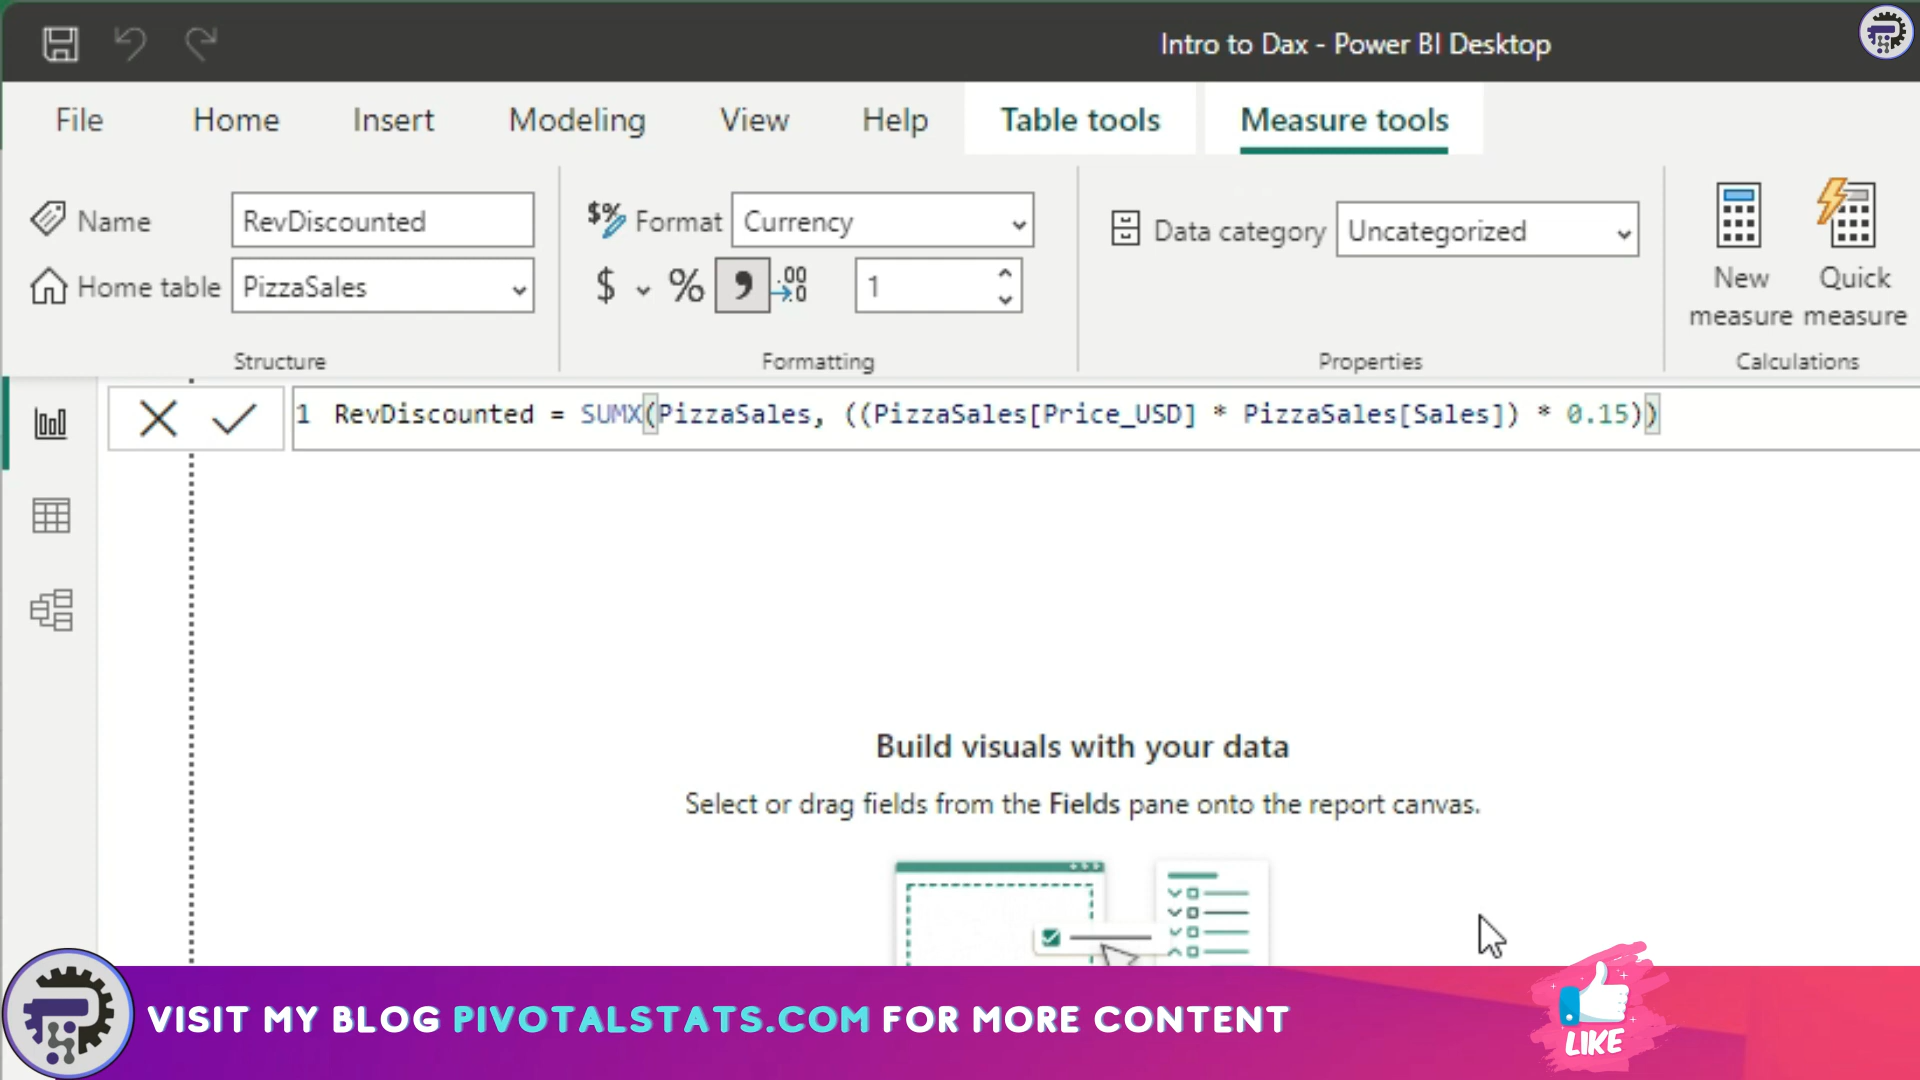 Intro to Dax - Power BI Desktop
File Home Insert Modeling View Help Table tools Measure tools
Name RevDiscounted
Home table PizzaSales
Structure
$% Format Currency
$ % , .00 .0 1
Formatting
Data category Uncategorized
Properties
New measure
Quick measure
Calculations
1 RevDiscounted = SUMX(PizzaSales, ((PizzaSales[Price_USD] * PizzaSales[Sales]) * 0.15))
Build visuals with your data
Select or drag fields from the Fields pane onto the report canvas.
VISIT MY BLOG PIVOTALSTATS.COM FOR MORE CONTENT
LIKE